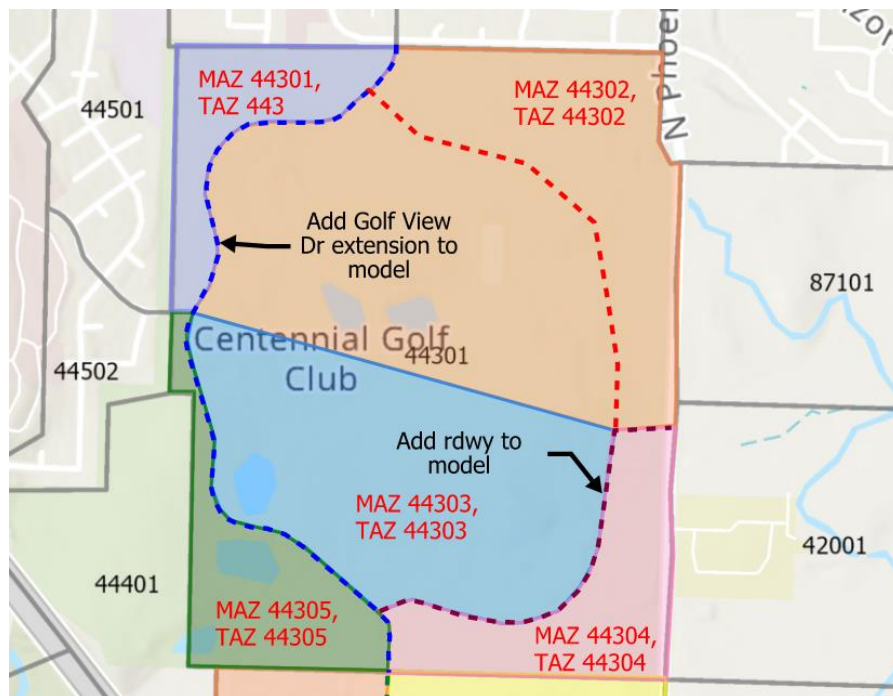 MAZ 44301,
TAZ 443
44501
MAZ 44302,
TAZ 44302
N Phoe
zor
Add Golf View
Dr extension to
model
87101
Centennial Golf
Club
44301
44502
Add rdwy to
model
MAZ 44303,
TAZ 44303
42001
44401
MAZ 44305,
TAZ 44305
MAZ 44304,
TAZ 44304